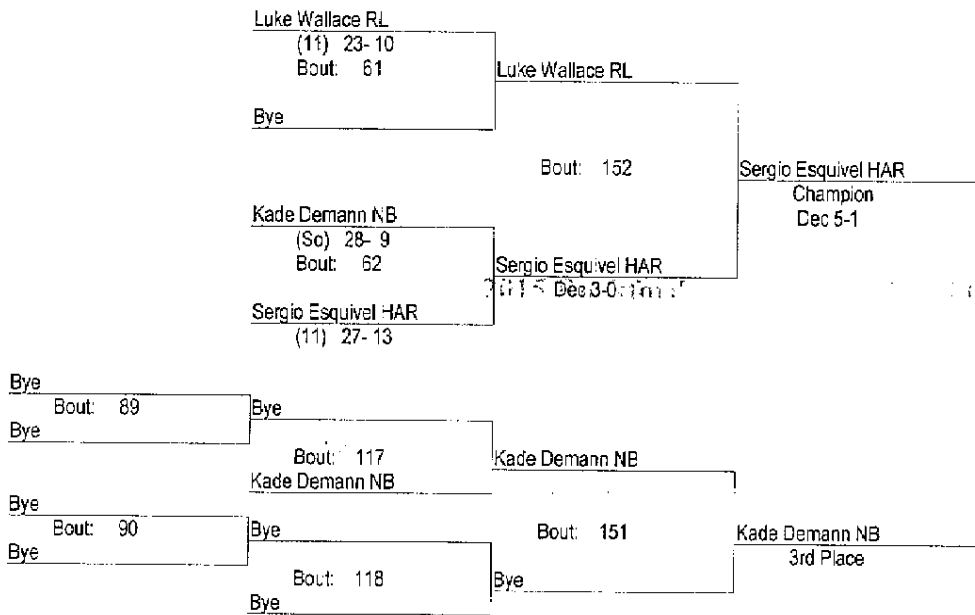 Luke Wallace RL
(11) 23- 10
Bout: 61
Luke Wallace RL
Bye
Bout: 152
Sergio Esquivel HAR
Champion
Dec 5-1
Kade Demann NB
(So) 28- 9
Bout: 62
Sergio Esquivel HAR
Dec 3-0
Sergio Esquivel HAR
(11) 27- 13
Bye
Bout: 89
Bye
Bye
Bout: 117
Kade Demann NB
Kade Demann NB
Bye
Bout: 90
Bye
Bye
Bout: 151
Kade Demann NB
3rd Place
Bout: 118
Bye
Bye